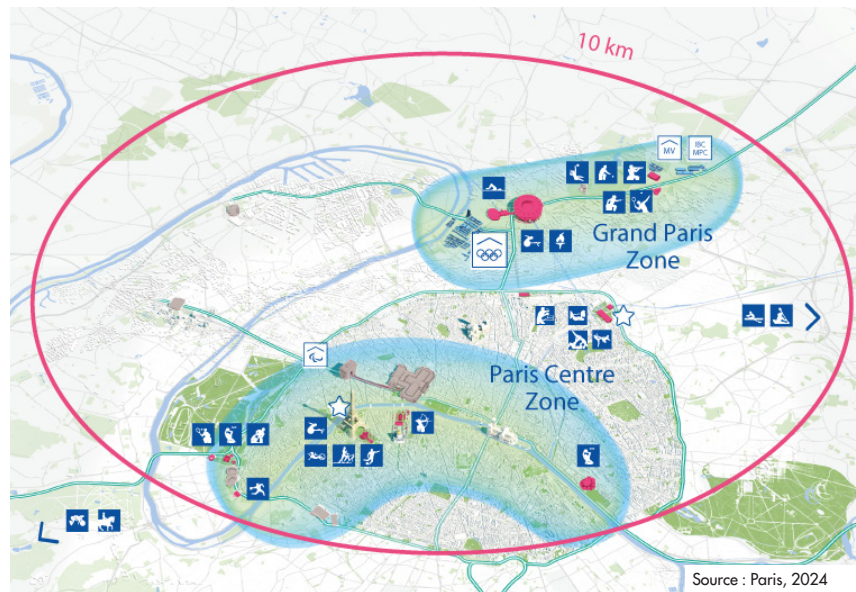 10 km
MV
IBC
MPC
Grand Paris
Zone
Paris Centre
Zone
Source : Paris, 2024